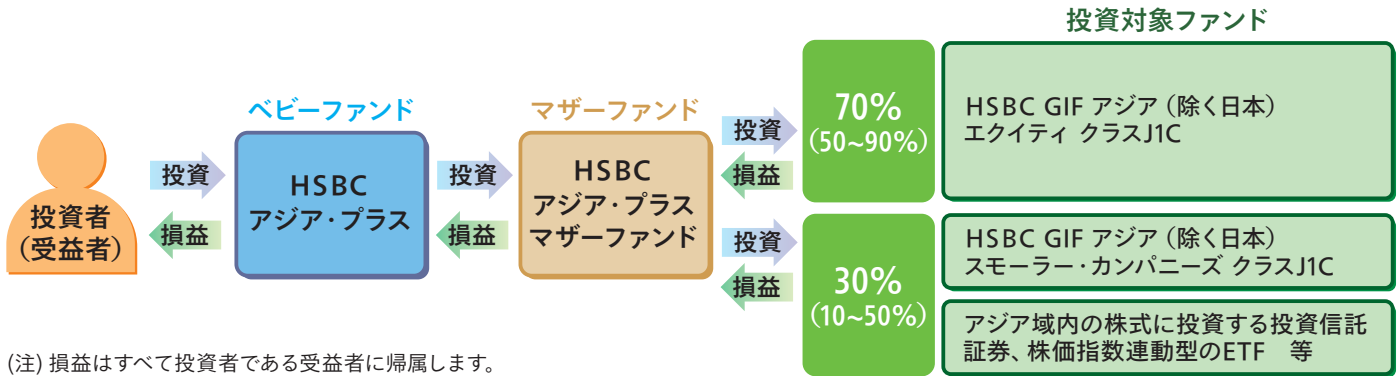 投資対象ファンド
ベビーファンド
マザーファンド
投資者
(受益者)
投資
損益
HSBC
アジア・プラス
投資
損益
HSBC
アジア・プラス
マザーファンド
投資
損益
70%
(50~90%)
HSBC GIF アジア (除く日本)
エクイティ クラスJ1C
投資
損益
30%
(10~50%)
HSBC GIF アジア (除く日本)
スモーラー・カンパニーズ クラスJ1C
アジア域内の株式に投資する投資信託
証券、株価指数連動型のETF 等
(注) 損益はすべて投資者である受益者に帰属します。